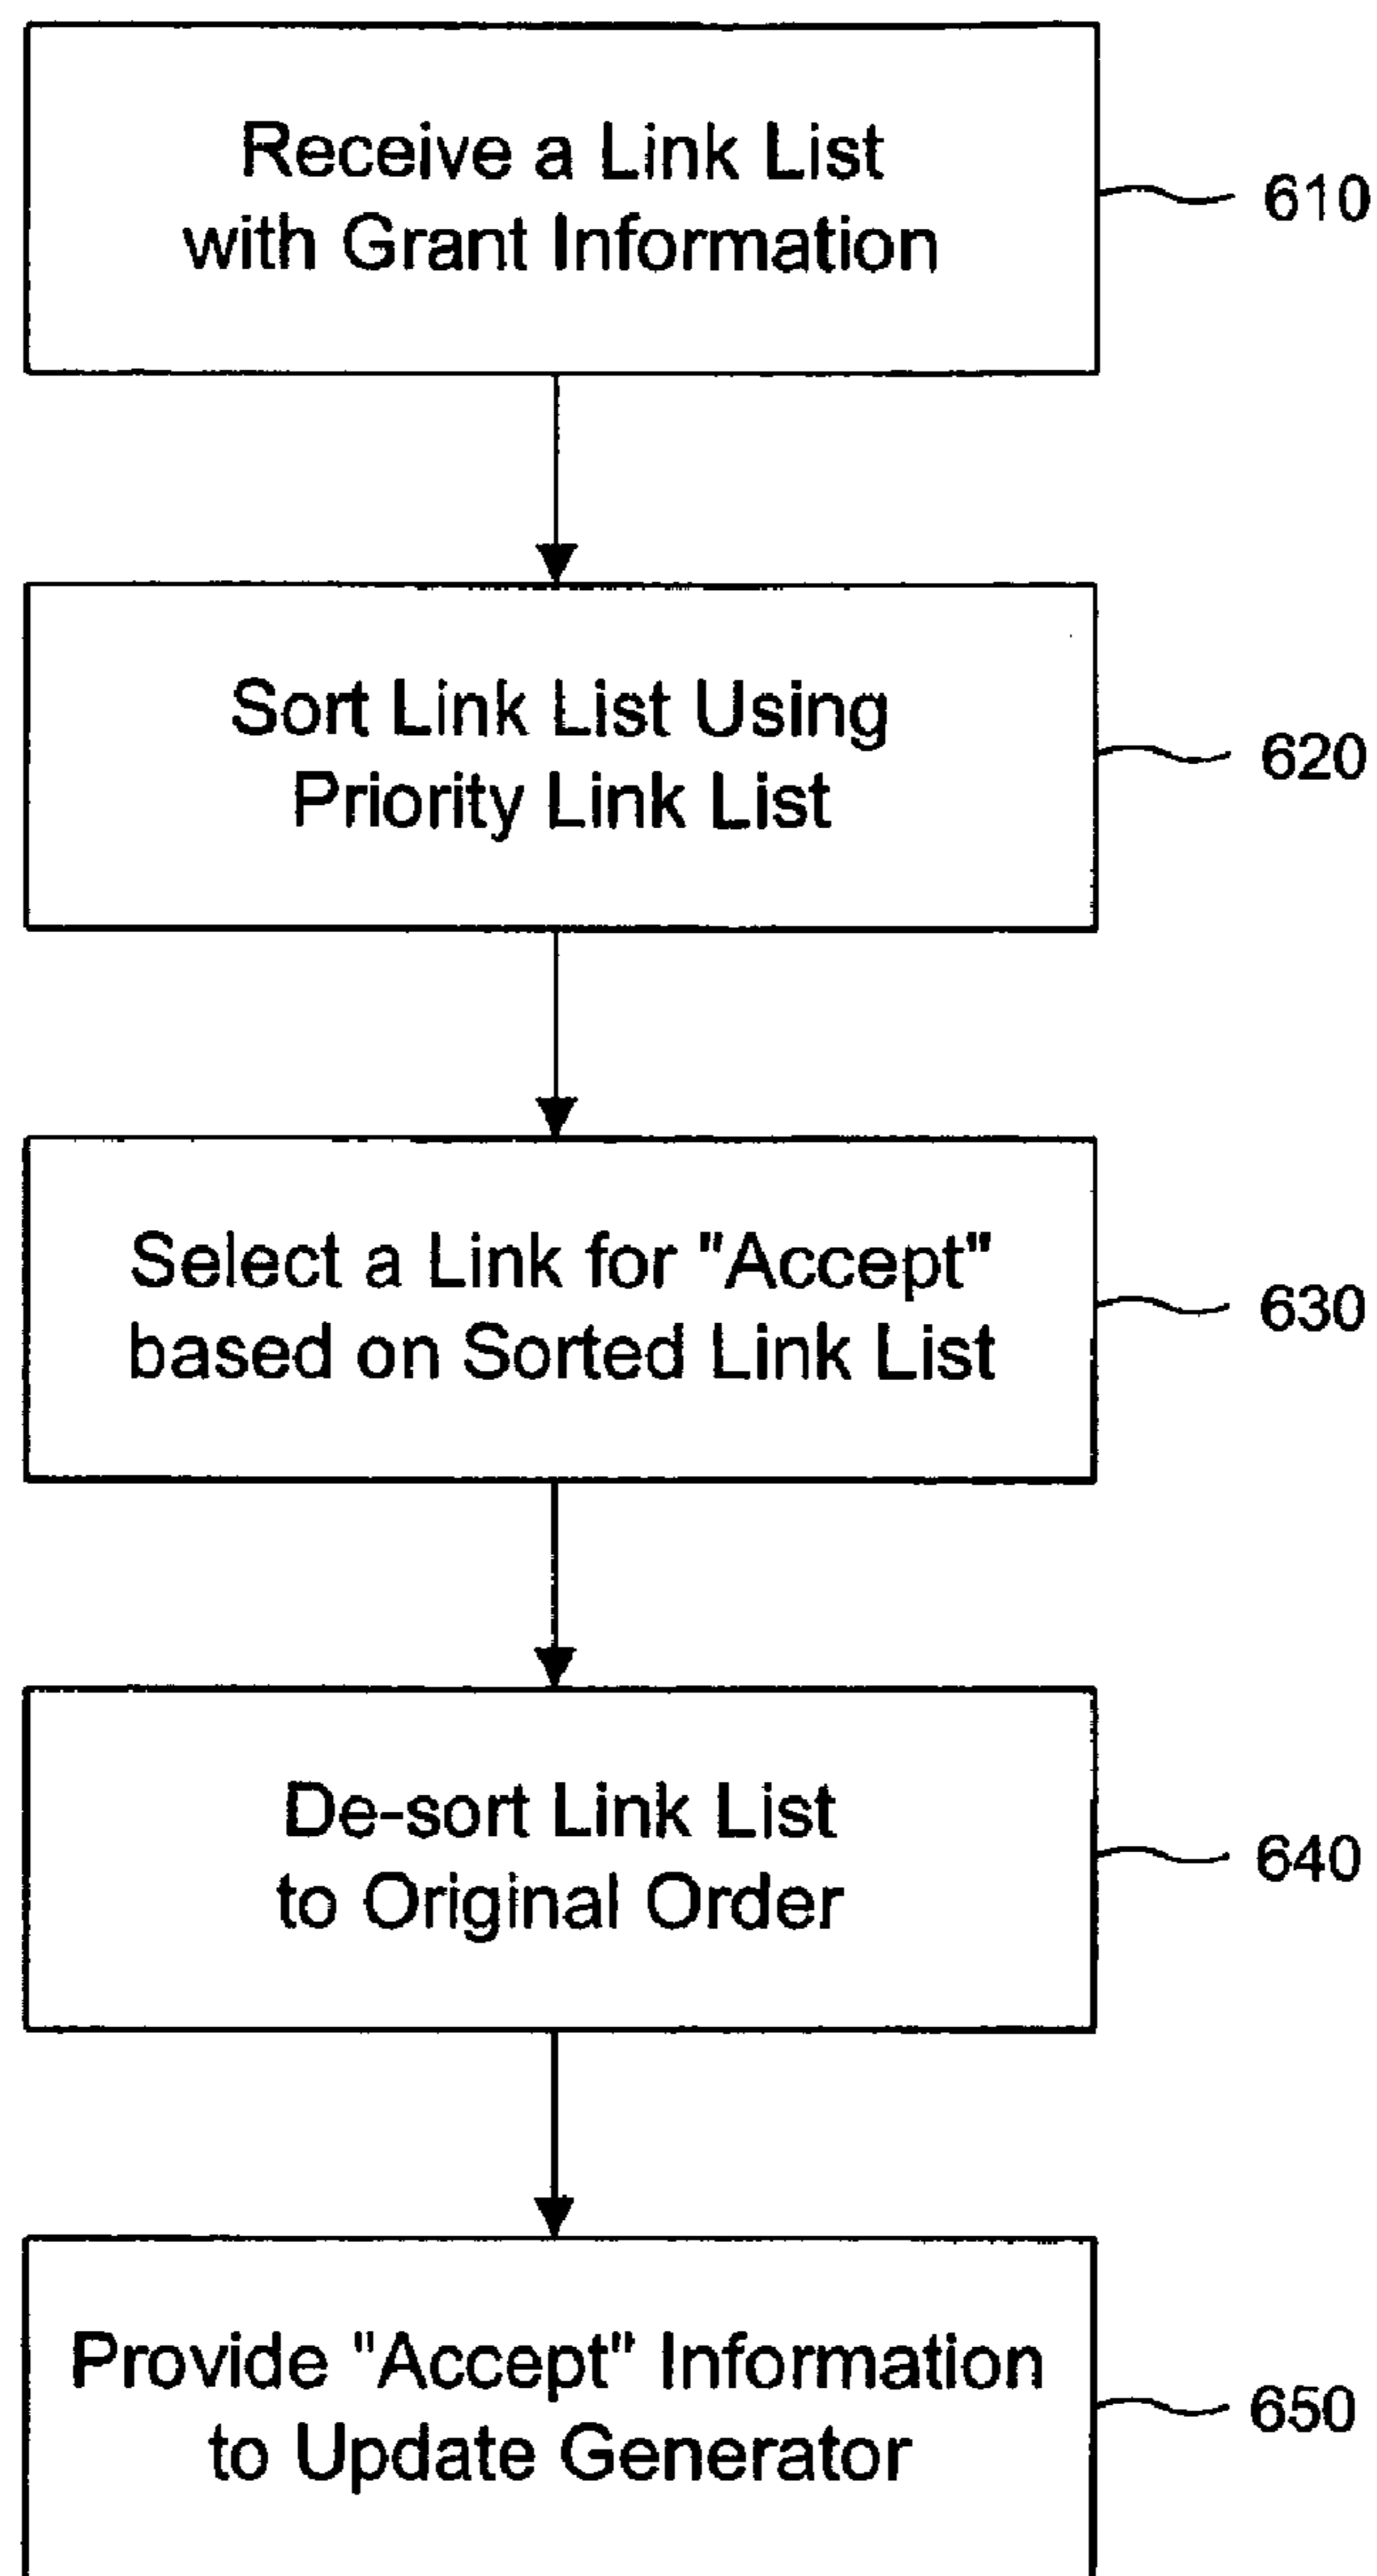 Receive a Link List
with Grant Information
610
Sort Link List Using
Priority Link List
620
Select a Link for "Accept"
based on Sorted Link List
630
De-sort Link List
to Original Order
640
Provide "Accept" Information
to Update Generator
650